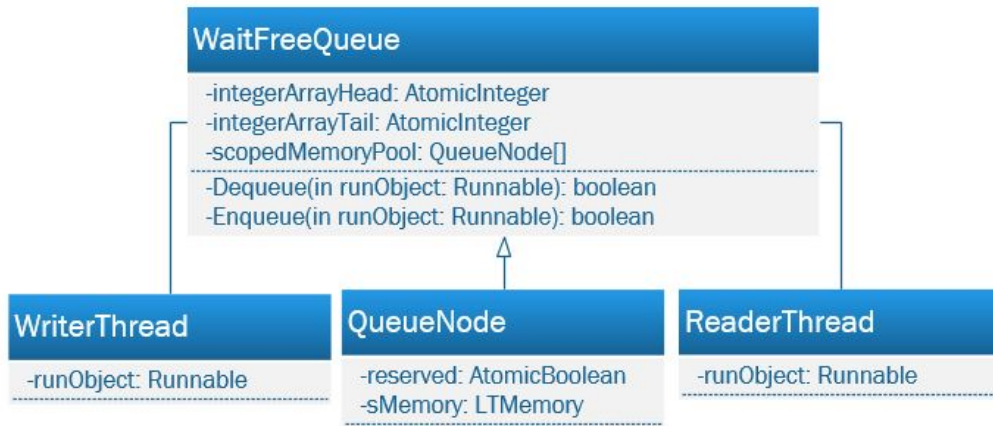 WaitFreeQueue
-integerArrayHead: AtomicInteger
-integerArrayTail: AtomicInteger
-scopedMemoryPool: QueueNode[]
-Dequeue(in runObject: Runnable): boolean
-Enqueue(in runObject: Runnable): boolean
WriterThread
-runObject: Runnable
QueueNode
-reserved: AtomicBoolean
-sMemory: LTMemory
ReaderThread
-runObject: Runnable